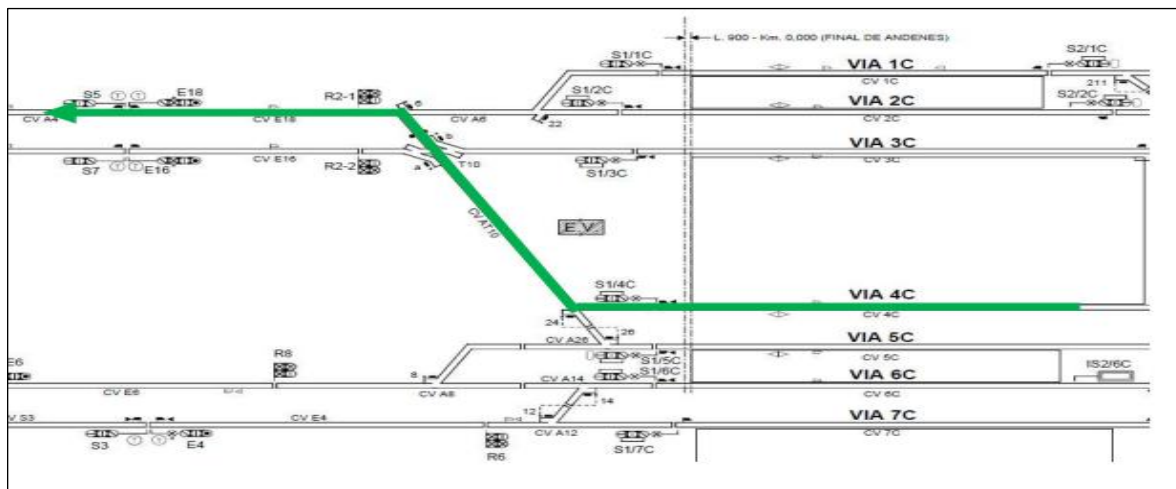 L. 900 - Km. 0,000 (FINAL DE ANDENES)
S1/1C
S2/1C
VIA 1C
CV 1C
211
S5
T T
E18
R2-1
6
S1/2C
VIA 2C
S2/2C
CV A4
CV E18
CV A6
22
CV 2C
b
VIA 3C
CV E16
T10
CV 3C
S7
T T
E16
R2-2
a
S1/3C
CV AT10
E.V.
S1/4C
VIA 4C
24
CV 4C
26
VIA 5C
CV A26
R8
S1/5C
CV 5C
E6
8
CV A14
S1/6C
VIA 6C
IS2/6C
CV E6
CV A8
CV 6C
14
12
VIA 7C
V S3
CV E4
CV A12
CV 7C
S3
T T
E4
R6
S1/7C